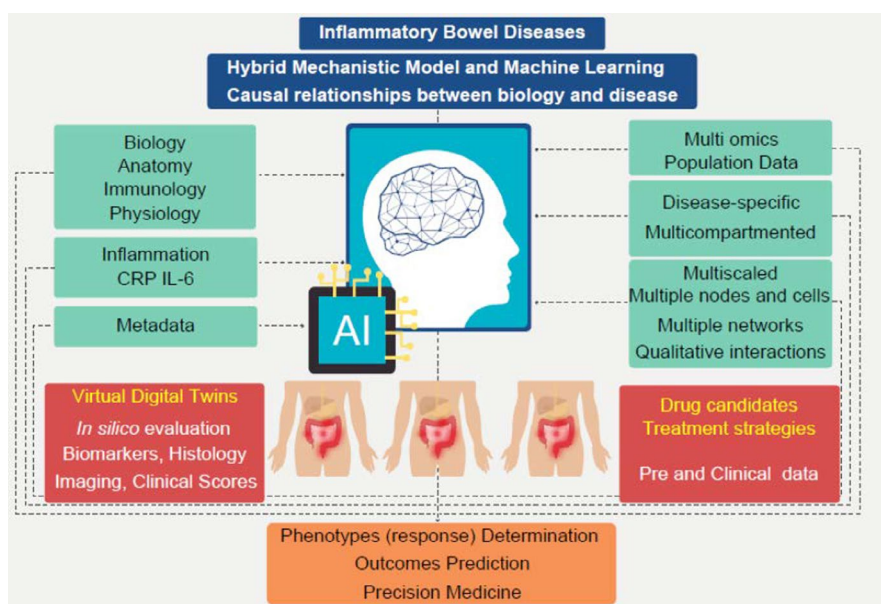 Inflammatory Bowel Diseases
Hybrid Mechanistic Model and Machine Learning
Causal relationships between biology and disease
Biology
Anatomy
Immunology
Physiology
Inflammation
CRP IL-6
Metadata
AI
Multi omics
Population Data
Disease-specific
Multicompartmented
Multiscaled
Multiple nodes and cells
Multiple networks
Qualitative interactions
Virtual Digital Twins
In silico evaluation
Biomarkers, Histology
Imaging, Clinical Scores
Drug candidates
Treatment strategies
Pre and Clinical data
Phenotypes (response) Determination
Outcomes Prediction
Precision Medicine